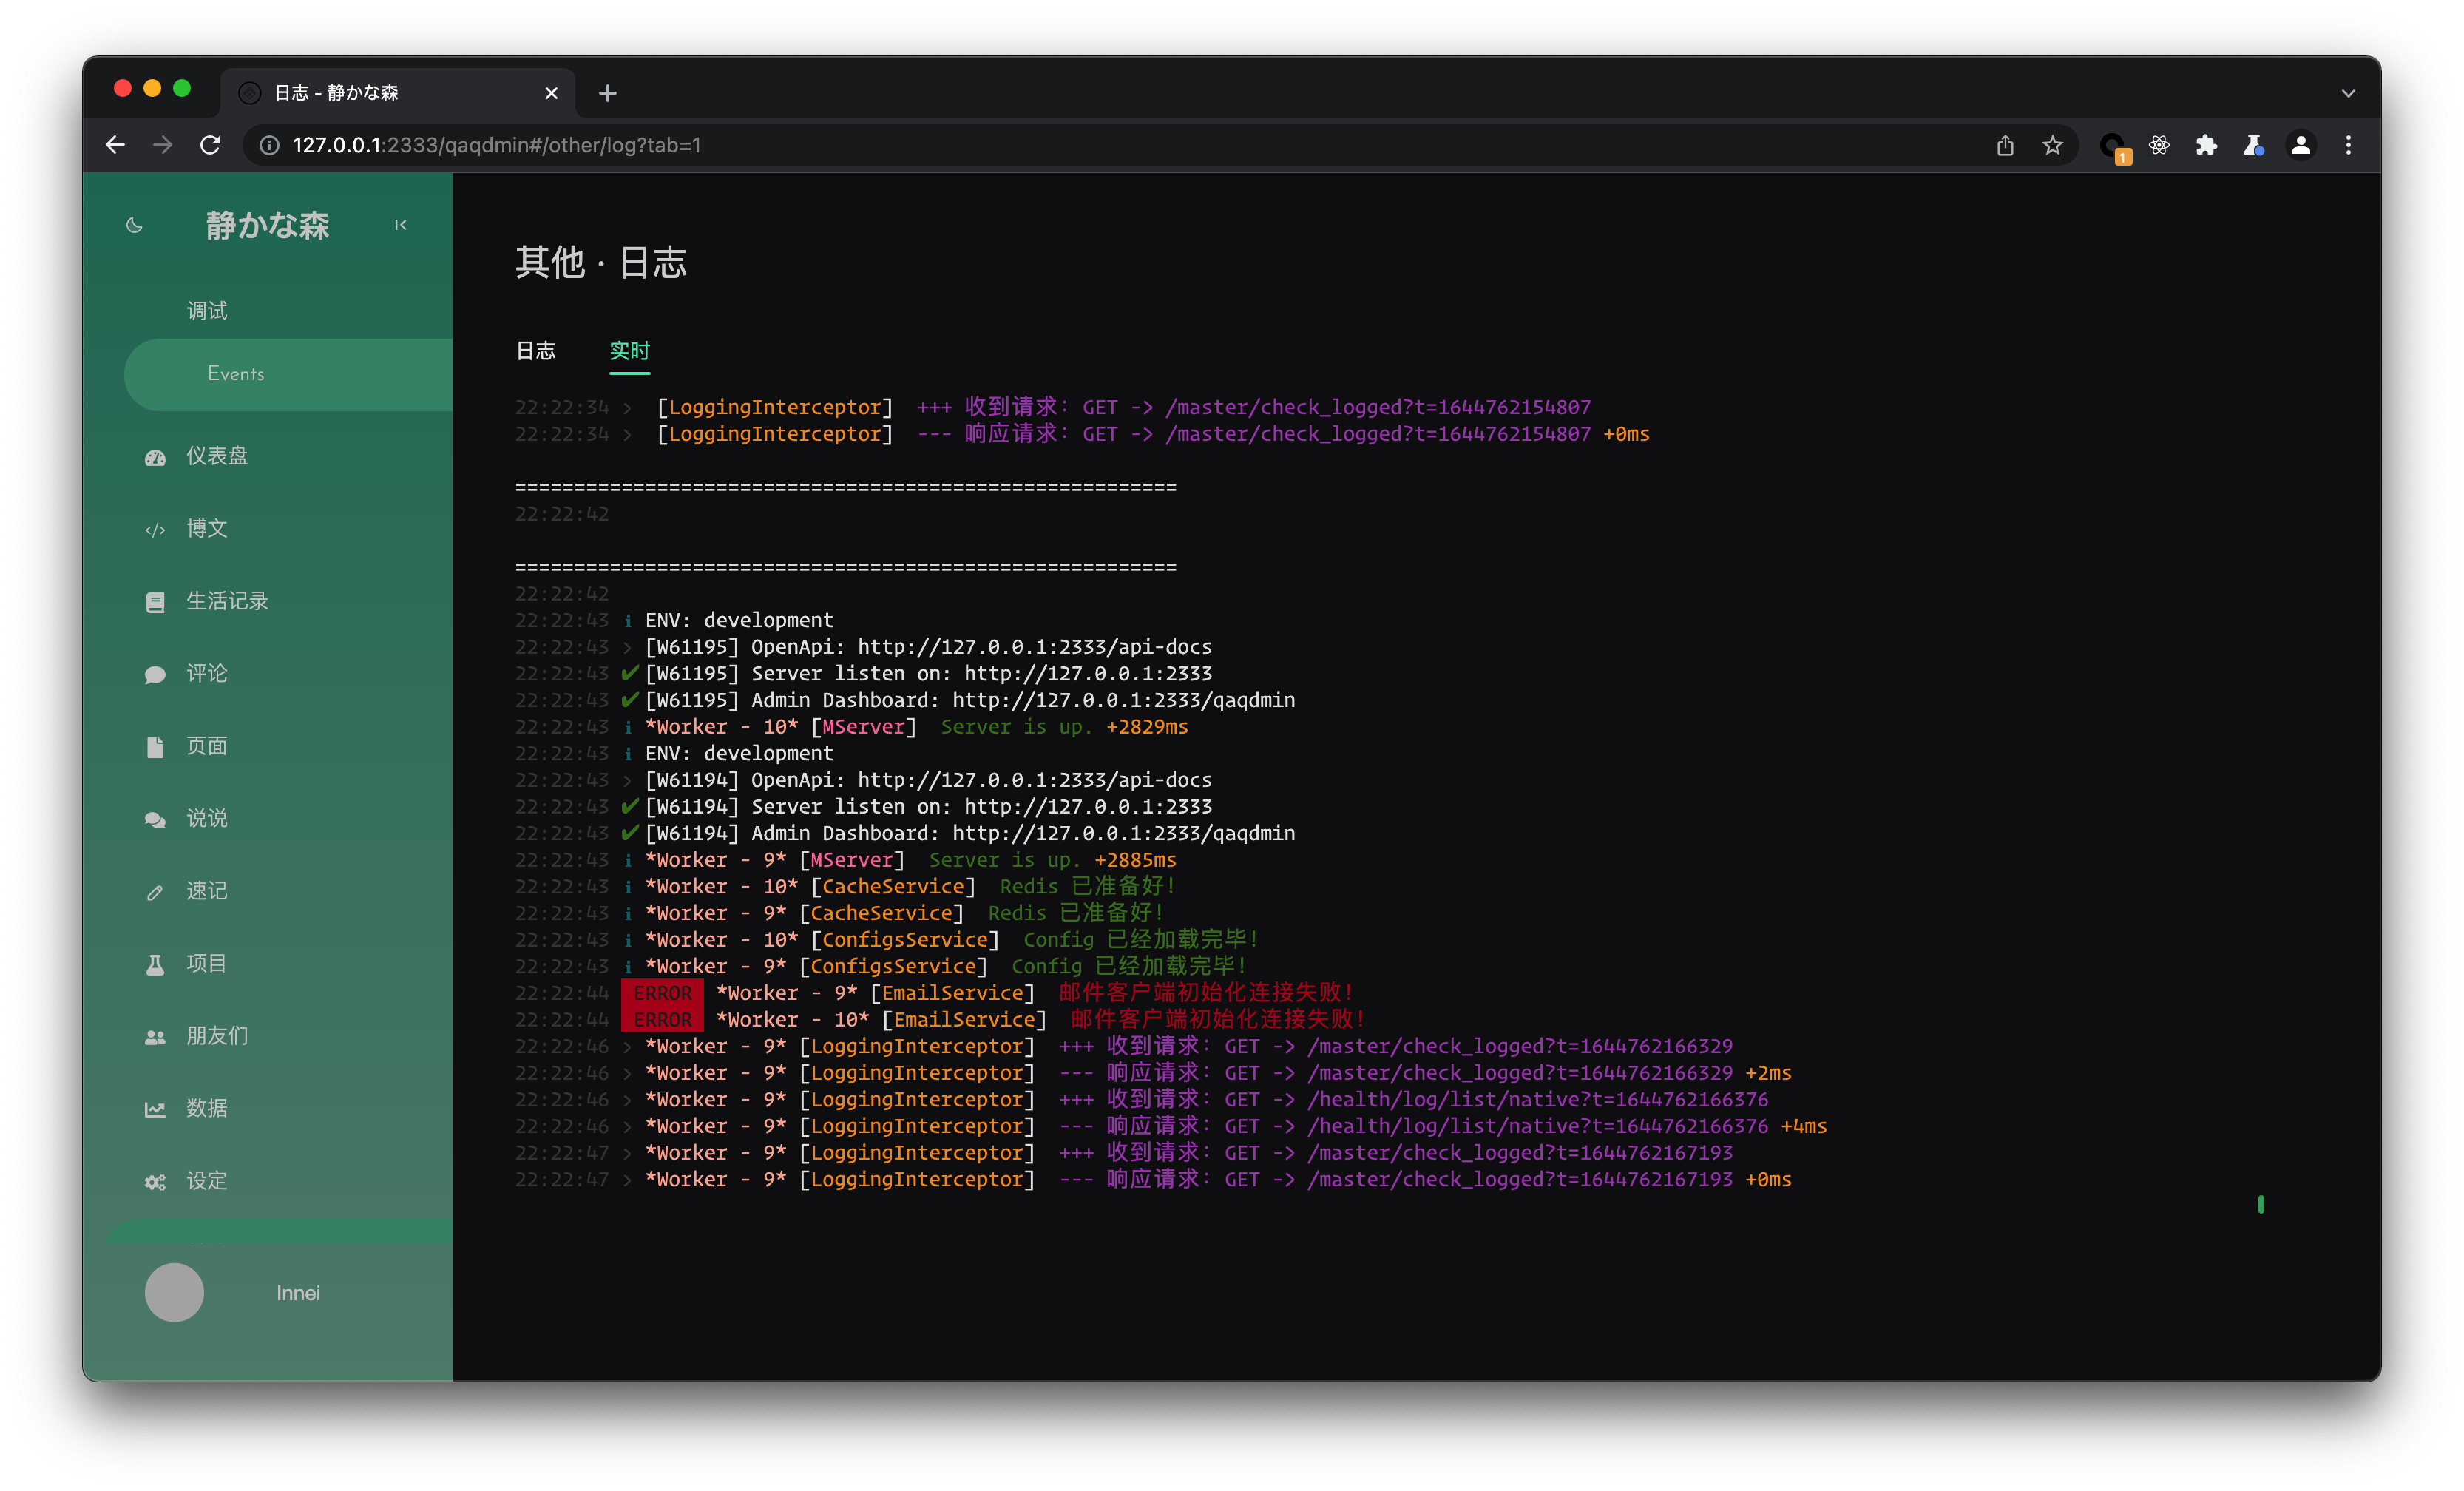 日志 - 静かな森
127.0.0.1:2333/qaqdmin#/other/log?tab=1
1
静かな森
调试
Events
仪表盘
博文
生活记录
评论
页面
说说
速记
项目
朋友们
数据
设定
Innei
其他 · 日志
日志 实时
22:22:34 › [LoggingInterceptor] +++ 收到请求: GET -> /master/check_logged?t=1644762154807
22:22:34 › [LoggingInterceptor] --- 响应请求: GET -> /master/check_logged?t=1644762154807 +0ms
========================================================
22:22:42
========================================================
22:22:42
22:22:43 ℹ ENV: development
22:22:43 › [W61195] OpenApi: http://127.0.0.1:2333/api-docs
22:22:43 ✔ [W61195] Server listen on: http://127.0.0.1:2333
22:22:43 ✔ [W61195] Admin Dashboard: http://127.0.0.1:2333/qaqdmin
22:22:43 ℹ *Worker - 10* [MServer] Server is up. +2829ms
22:22:43 ℹ ENV: development
22:22:43 › [W61194] OpenApi: http://127.0.0.1:2333/api-docs
22:22:43 ✔ [W61194] Server listen on: http://127.0.0.1:2333
22:22:43 ✔ [W61194] Admin Dashboard: http://127.0.0.1:2333/qaqdmin
22:22:43 ℹ *Worker - 9* [MServer] Server is up. +2885ms
22:22:43 ℹ *Worker - 10* [CacheService] Redis 已准备好!
22:22:43 ℹ *Worker - 9* [CacheService] Redis 已准备好!
22:22:43 ℹ *Worker - 10* [ConfigsService] Config 已经加载完毕!
22:22:43 ℹ *Worker - 9* [ConfigsService] Config 已经加载完毕!
22:22:44 ERROR *Worker - 9* [EmailService] 邮件客户端初始化连接失败!
22:22:44 ERROR *Worker - 10* [EmailService] 邮件客户端初始化连接失败!
22:22:46 › *Worker - 9* [LoggingInterceptor] +++ 收到请求: GET -> /master/check_logged?t=1644762166329
22:22:46 › *Worker - 9* [LoggingInterceptor] --- 响应请求: GET -> /master/check_logged?t=1644762166329 +2ms
22:22:46 › *Worker - 9* [LoggingInterceptor] +++ 收到请求: GET -> /health/log/list/native?t=1644762166376
22:22:46 › *Worker - 9* [LoggingInterceptor] --- 响应请求: GET -> /health/log/list/native?t=1644762166376 +4ms
22:22:47 › *Worker - 9* [LoggingInterceptor] +++ 收到请求: GET -> /master/check_logged?t=1644762167193
22:22:47 › *Worker - 9* [LoggingInterceptor] --- 响应请求: GET -> /master/check_logged?t=1644762167193 +0ms